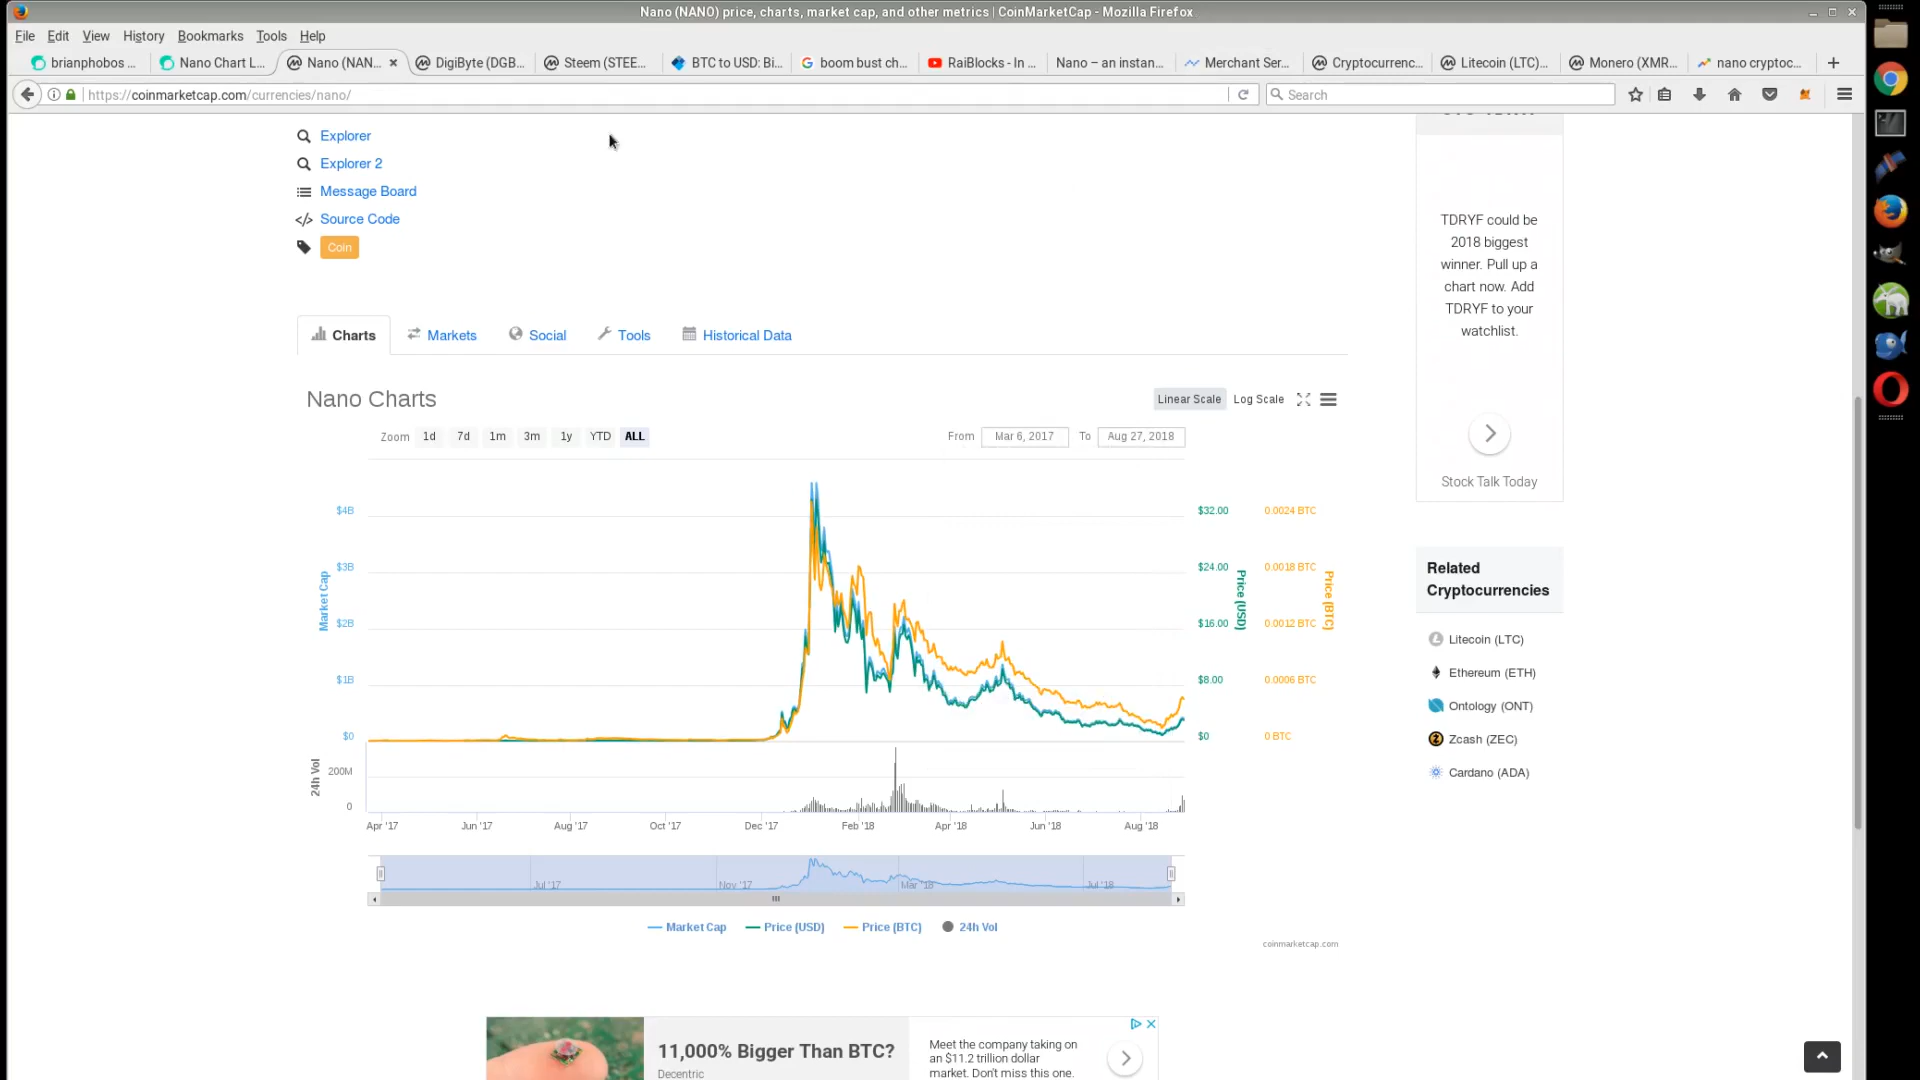 Nano (NANO) price, charts, market cap, and other metrics | CoinMarketCap - Mozilla Firefox
File Edit View History Bookmarks Tools Help
brianphobos ...
Nano Chart L...
Nano (NAN...
DigiByte (DGB...
Steem (STEE...
BTC to USD: Bi...
boom bust ch...
RaiBlocks - In ...
Nano – an instan...
Merchant Ser...
Cryptocurrenc...
Litecoin (LTC)...
Monero (XMR...
nano cryptoc...
https://coinmarketcap.com/currencies/nano/
Search
Explorer
Explorer 2
Message Board
Source Code
Coin
Charts Markets Social Tools Historical Data
Nano Charts
Linear Scale Log Scale
Zoom 1d 7d 1m 3m 1y YTD ALL
From Mar 6, 2017 To Aug 27, 2018
$4B $32.00 0.0024 BTC
$3B $24.00 0.0018 BTC
$2B $16.00 0.0012 BTC
$1B $8.00 0.0006 BTC
$0 $0 0 BTC
Market Cap
Price (USD)
Price (BTC)
24h Vol
200M
0
Apr '17 Jun '17 Aug '17 Oct '17 Dec '17 Feb '18 Apr '18 Jun '18 Aug '18
Jul '17 Nov '17 Mar '18 Jul '18
Market Cap Price (USD) Price (BTC) 24h Vol
coinmarketcap.com
TDRYF could be
2018 biggest
winner. Pull up a
chart now. Add
TDRYF to your
watchlist.
Stock Talk Today
Related
Cryptocurrencies
Litecoin (LTC)
Ethereum (ETH)
Ontology (ONT)
Zcash (ZEC)
Cardano (ADA)
11,000% Bigger Than BTC?
Decentric
Meet the company taking on
an $11.2 trillion dollar
market. Don't miss this one.